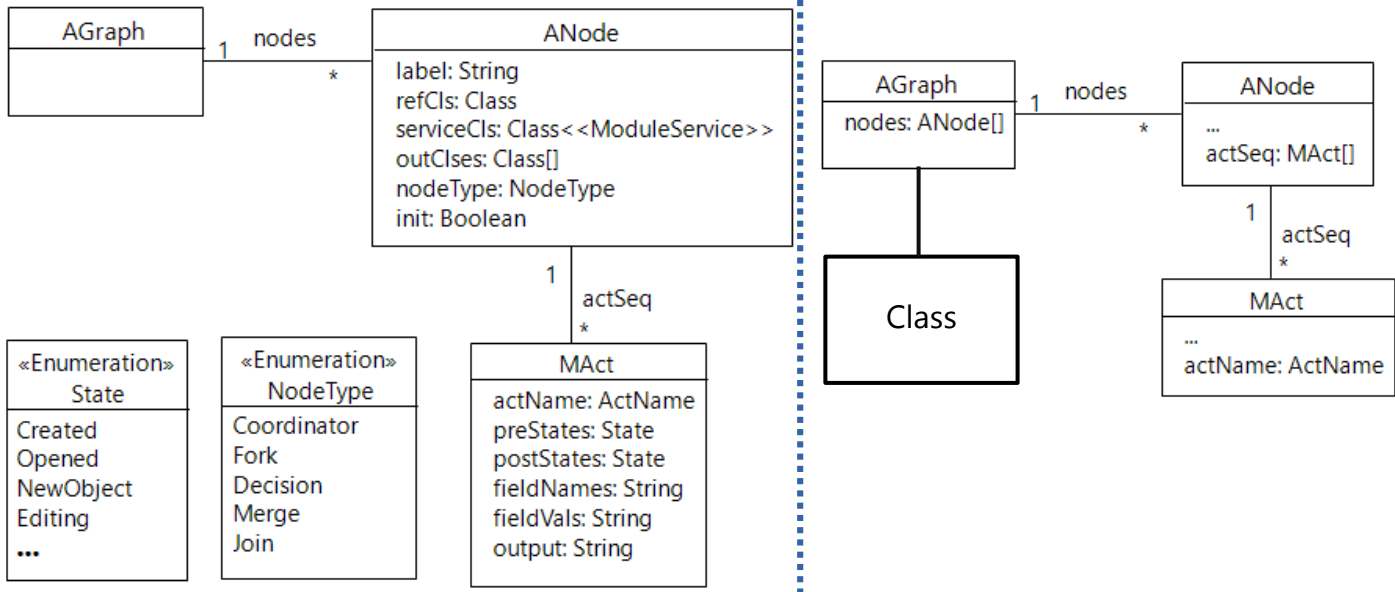 AGraph
1
nodes
*
ANode
label: String
refCls: Class
serviceCls: Class<<ModuleService>>
outClses: Class[]
nodeType: NodeType
init: Boolean
1
actSeq
*
«Enumeration»
State
Created
Opened
NewObject
Editing
...
«Enumeration»
NodeType
Coordinator
Fork
Decision
Merge
Join
MAct
actName: ActName
preStates: State
postStates: State
fieldNames: String
fieldVals: String
output: String
AGraph
nodes: ANode[]
1
nodes
*
ANode
...
actSeq: MAct[]
1
actSeq
*
Class
MAct
...
actName: ActName